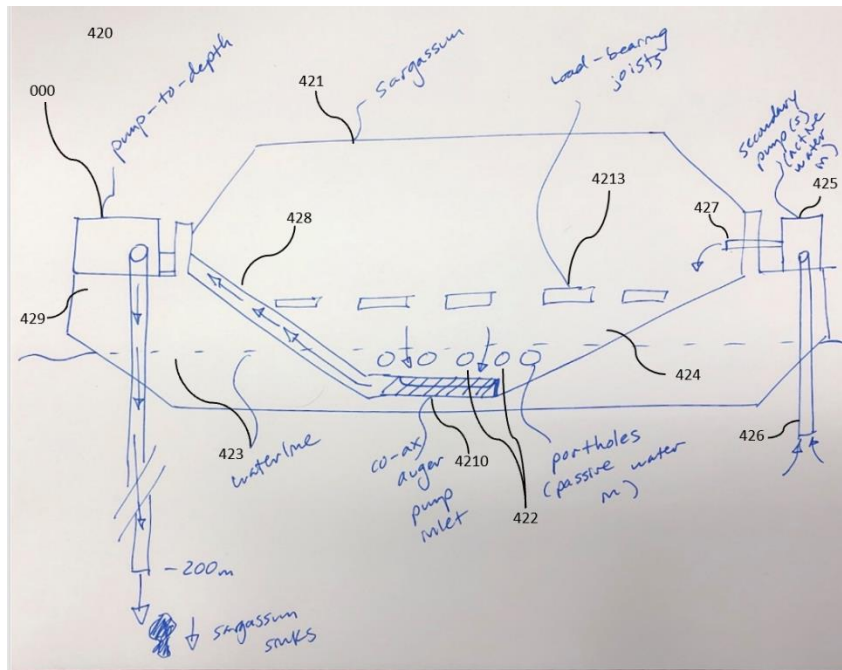 420
000
pump-to-depth
421
sargassum
load-bearing
joists
secondary
pump(s)
(active
water
in)
425
427
4213
428
429
424
423
waterline
co-ax
auger
pump
inlet
4210
422
portholes
(passive water
in)
426
-200m
sargassum
sinks